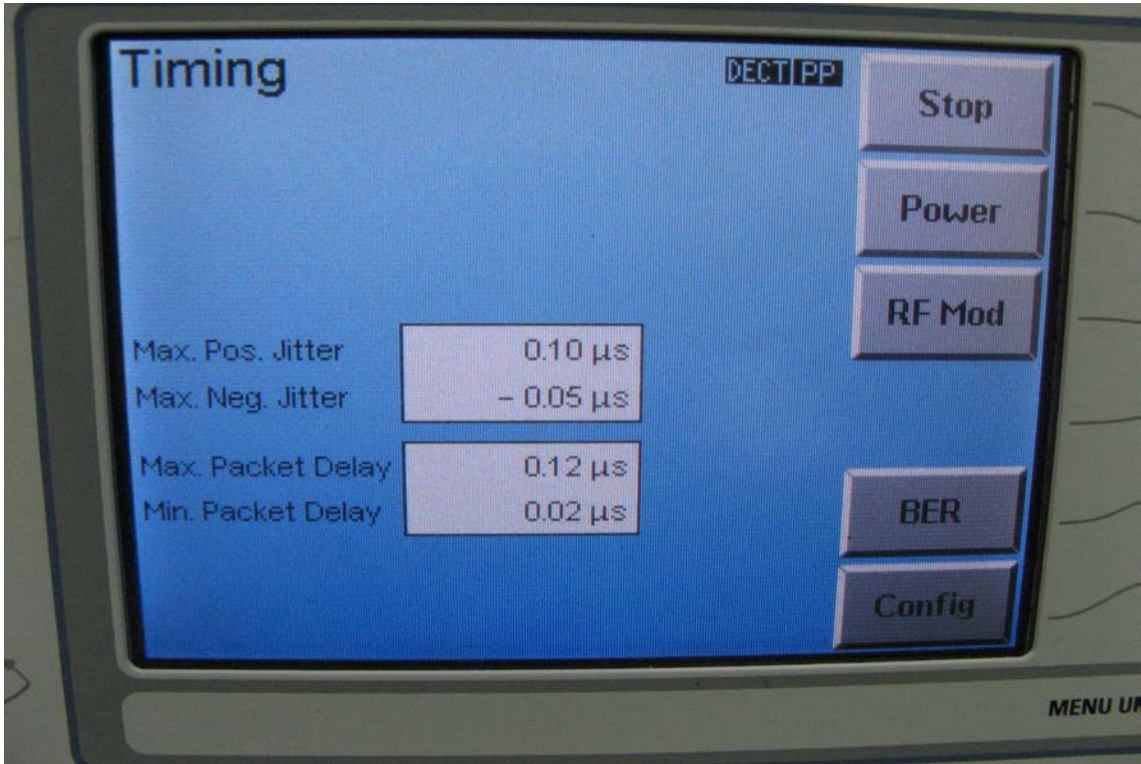 Timing
DECT PP
Stop
Power
RF Mod
Max. Pos. Jitter 0.10 µs
Max. Neg. Jitter - 0.05 µs
Max. Packet Delay 0.12 µs
Min. Packet Delay 0.02 µs
BER
Config
MENU